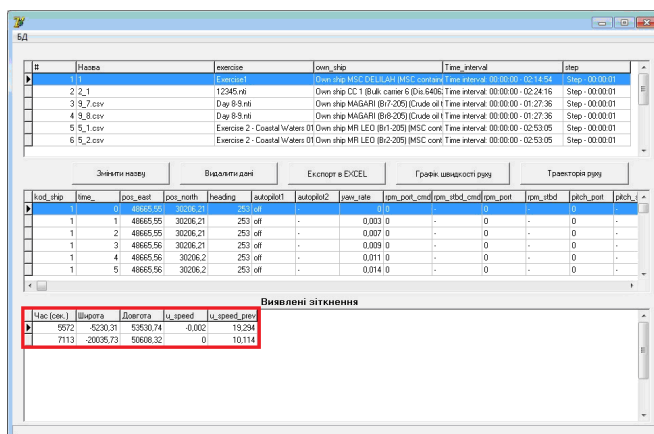 БД
# Назва exercise own_ship Time_interval step
1 1 Exercise1 Own ship MSC DELILAH (MSC contain Time interval: 00:00:00 - 02:14:54 Step - 00:00:01
2 2_1 12345.nti Own ship CC 1 (Bulk carrier 6 (Dis.6406 Time interval: 00:00:00 - 02:24:16 Step - 00:00:01
3 9_7.csv Day 8-9.nti Own ship MAGARI (Br7-205) (Crude oil t Time interval: 00:00:00 - 01:27:36 Step - 00:00:01
4 9_8.csv Day 8-9.nti Own ship MAGARI (Br8-205) (Crude oil t Time interval: 00:00:00 - 01:27:36 Step - 00:00:01
5 5_1.csv Exercise 2 - Coastal Waters 01 Own ship MR LEO (Br1-205) (MSC cont Time interval: 00:00:00 - 02:53:05 Step - 00:00:01
6 5_2.csv Exercise 2 - Coastal Waters 01 Own ship MR LEO (Br2-205) (MSC cont Time interval: 00:00:00 - 02:53:05 Step - 00:00:01
Змінити назву Видалити дані Експорт в EXCEL Графік швидкості руху Траекторія руху
kod_ship time_ pos_east pos_north heading autopilot1 autopilot2 yaw_rate rpm_port_cmd rpm_stbd_cmd rpm_port rpm_stbd pitch_port pitch_
1 0 48665,55 30206,21 253 off - 0 0 - 0 - 0 -
1 1 48665,55 30206,21 253 off - 0,003 0 - 0 - 0 -
1 2 48665,55 30206,21 253 off - 0,007 0 - 0 - 0 -
1 3 48665,56 30206,21 253 off - 0,009 0 - 0 - 0 -
1 4 48665,56 30206,2 253 off - 0,011 0 - 0 - 0 -
1 5 48665,56 30206,2 253 off - 0,014 0 - 0 - 0 -
Виявлені зіткнення
Час (сек.) Широта Довгота u_speed u_speed_prev
5572 -5230,31 53530,74 -0,002 19,294
7113 -20035,73 50608,32 0 10,114